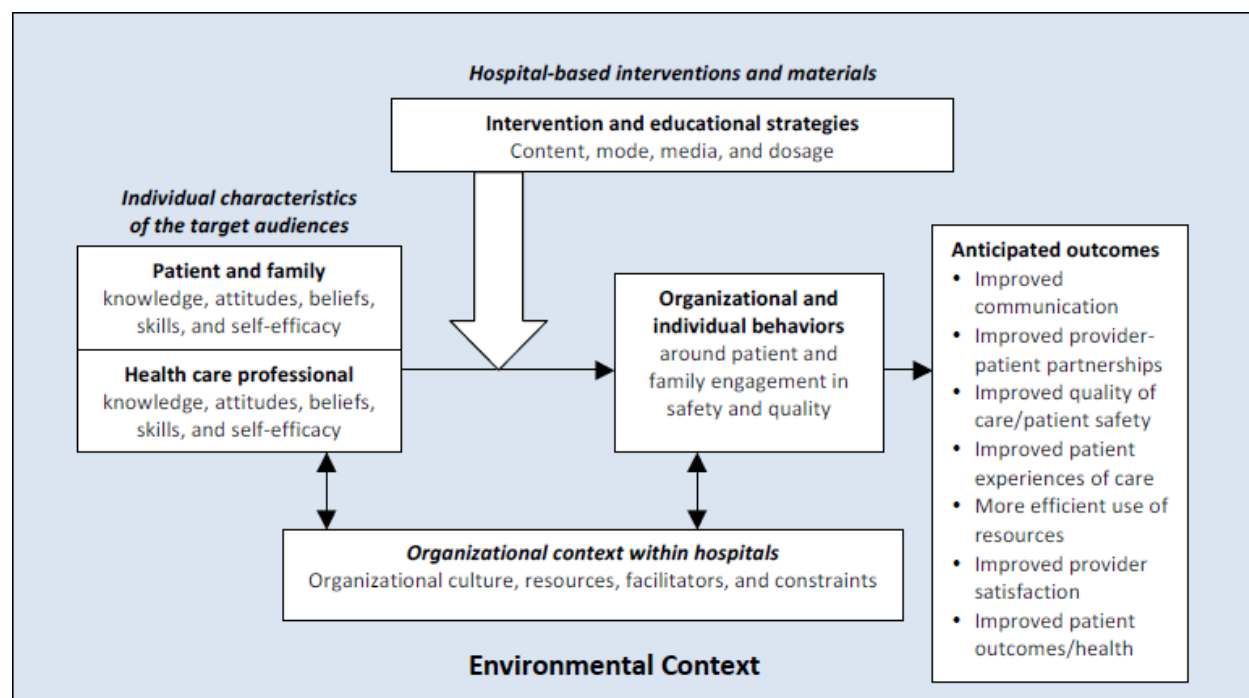 Hospital-based interventions and materials
Intervention and educational strategies
Content, mode, media, and dosage
Individual characteristics
of the target audiences
Patient and family
knowledge, attitudes, beliefs,
skills, and self-efficacy
Health care professional
knowledge, attitudes, beliefs,
skills, and self-efficacy
Organizational and
individual behaviors
around patient and
family engagement in
safety and quality
Anticipated outcomes
• Improved
communication
• Improved provider-
patient partnerships
• Improved quality of
care/patient safety
• Improved patient
experiences of care
• More efficient use of
resources
• Improved provider
satisfaction
• Improved patient
outcomes/health
Organizational context within hospitals
Organizational culture, resources, facilitators, and constraints
Environmental Context